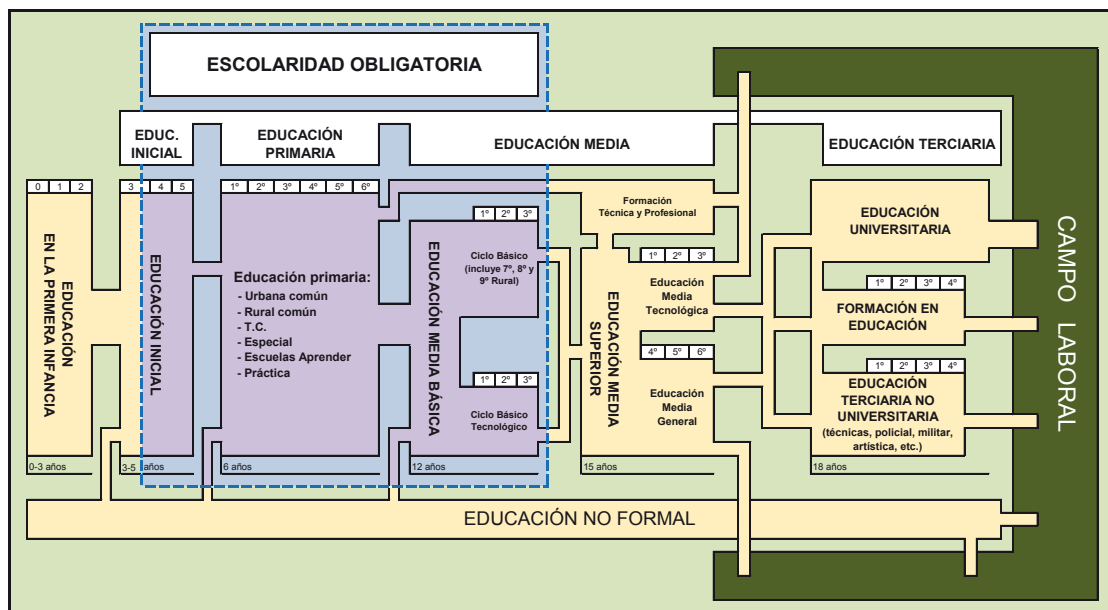 ESCOLARIDAD OBLIGATORIA
EDUC.
INICIAL
EDUCACIÓN
PRIMARIA
EDUCACIÓN MEDIA
EDUCACIÓN TERCIARIA
0 1 2
3 4 5
1º 2º 3º 4º 5º 6º
EDUCACIÓN
EN LA PRIMERA INFANCIA
EDUCACIÓN INICIAL
Educación primaria:
- Urbana común
- Rural común
- T.C.
- Especial
- Escuelas Aprender
- Práctica
EDUCACIÓN MEDIA BÁSICA
1º 2º 3º
Ciclo Básico
(incluye 7º, 8º y
9º Rural)
1º 2º 3º
Ciclo Básico
Tecnológico
EDUCACIÓN MEDIA
SUPERIOR
Formación
Técnica y Profesional
1º 2º 3º
Educación
Media
Tecnológica
4º 5º 6º
Educación
Media
General
EDUCACIÓN
UNIVERSITARIA
1º 2º 3º 4º
FORMACIÓN EN
EDUCACIÓN
1º 2º 3º 4º
EDUCACIÓN
TERCIARIA NO
UNIVERSITARIA
(técnicas, policial, militar,
artística, etc.)
CAMPO LABORAL
0-3 años
3-5 años
6 años
12 años
15 años
18 años
EDUCACIÓN NO FORMAL